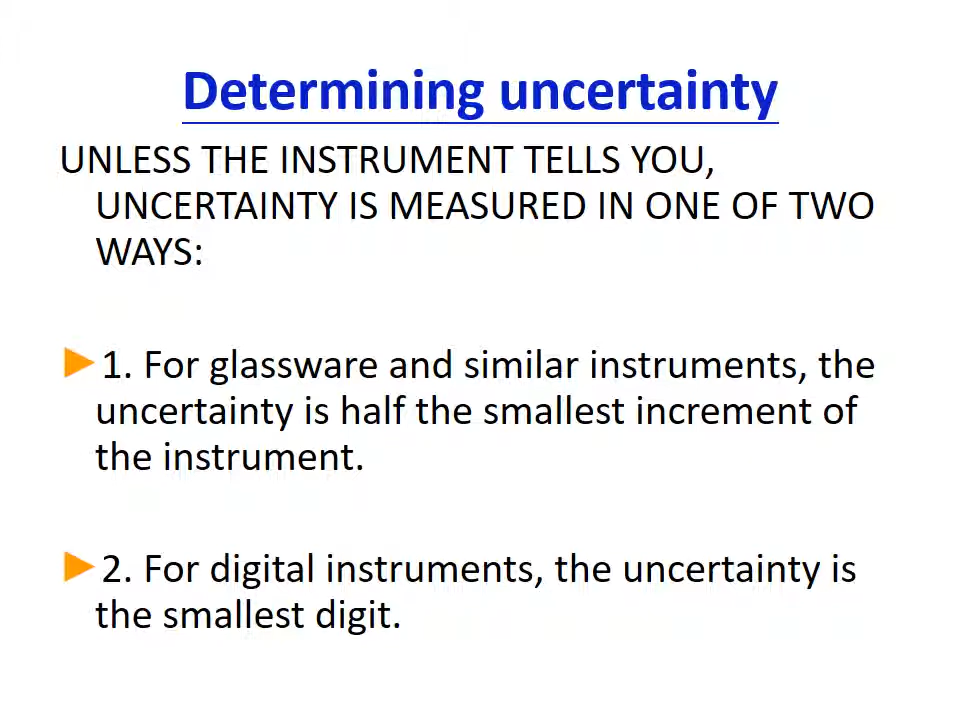 Determining uncertainty
UNLESS THE INSTRUMENT TELLS YOU,
UNCERTAINTY IS MEASURED IN ONE OF TWO
WAYS:
1. For glassware and similar instruments, the
uncertainty is half the smallest increment of
the instrument.
2. For digital instruments, the uncertainty is
the smallest digit.